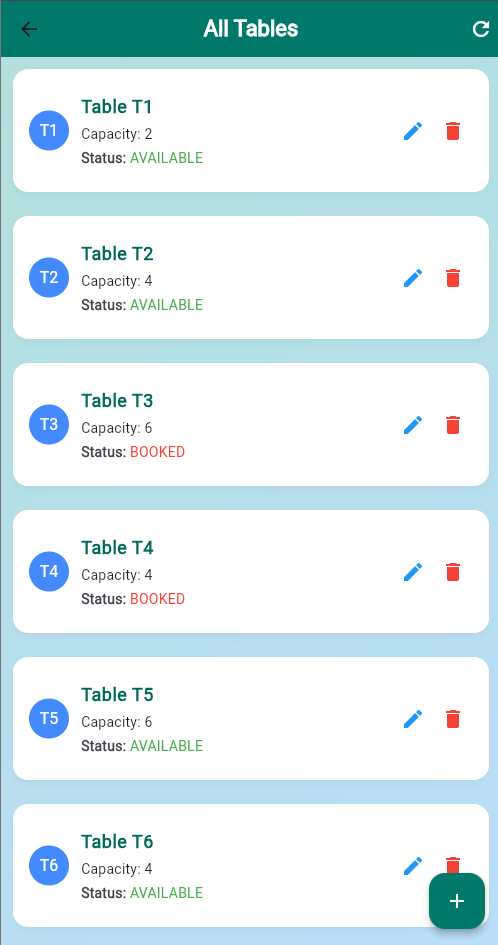 All Tables
T1
Table T1
Capacity: 2
Status: AVAILABLE
T2
Table T2
Capacity: 4
Status: AVAILABLE
T3
Table T3
Capacity: 6
Status: BOOKED
T4
Table T4
Capacity: 4
Status: BOOKED
T5
Table T5
Capacity: 6
Status: AVAILABLE
T6
Table T6
Capacity: 4
Status: AVAILABLE